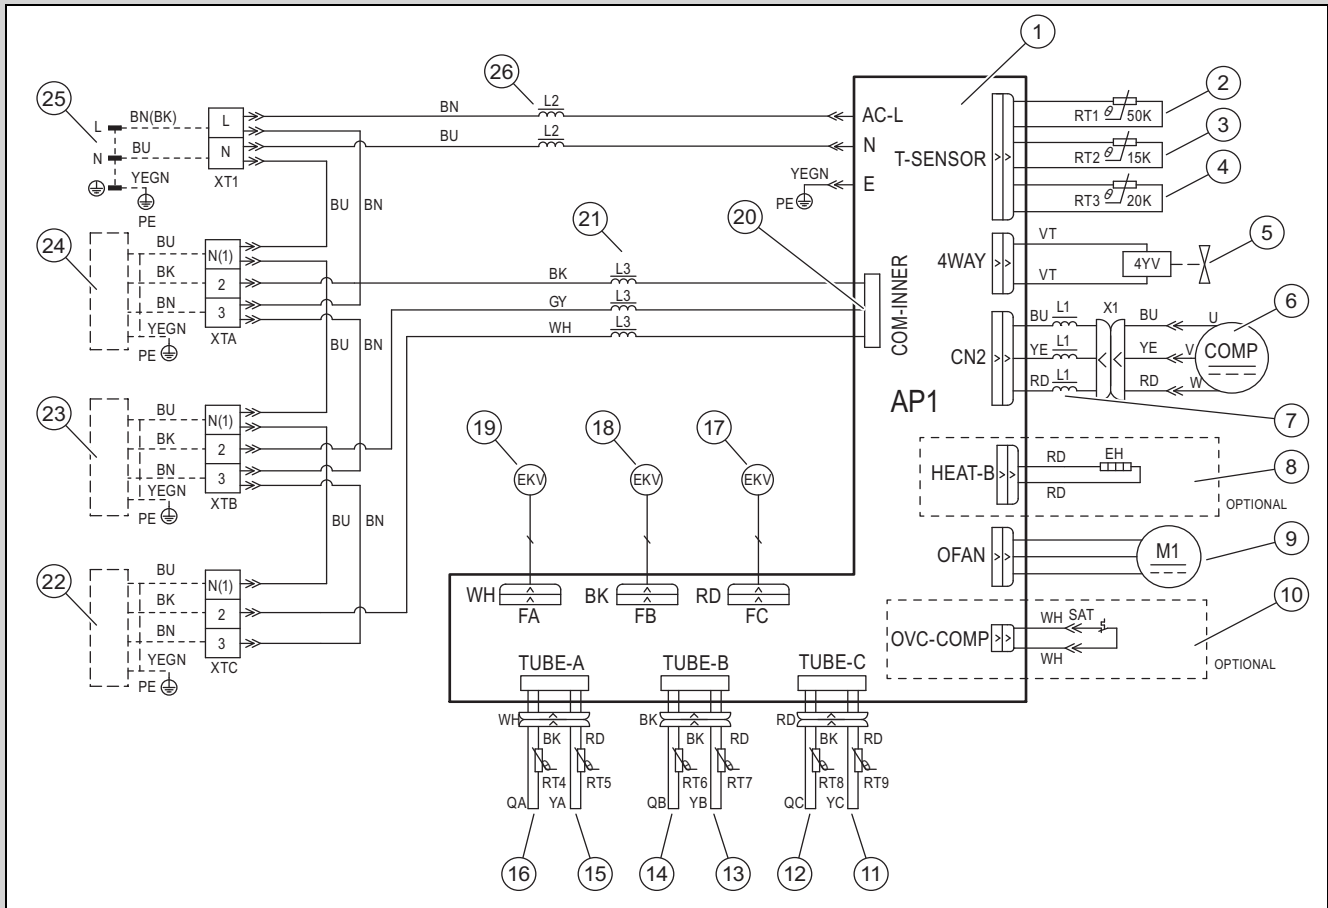 1
26
25
L2
BN
BN(BK)
L
L
AC-L
2
RT1
50K
L2
BU
BU
N
N
N
T-SENSOR
3
RT2
15K
YEGN
XT1
YEGN
E
4
RT3
20K
PE
PE
BU
BN
20
21
24
BU
N(1)
BK
2
BK
L3
BN
3
GY
L3
YEGN
XTA
WH
L3
PE
COM-INNER
4WAY
VT
VT
4YV
5
CN2
BU
L1
X1
BU
U
6
YE
L1
YE
V
COMP
RD
L1
RD
W
7
AP1
BU
BN
23
BU
N(1)
BK
2
BN
3
YEGN
XTB
PE
19
18
17
EKV
EKV
EKV
HEAT-B
RD
EH
RD
8
OPTIONAL
BU
BN
OFAN
M1
9
22
BU
N(1)
BK
2
BN
3
YEGN
XTC
PE
WH
FA
BK
FB
RD
FC
OVC-COMP
WH
SAT
WH
10
OPTIONAL
TUBE-A
TUBE-B
TUBE-C
WH
BK
RD
BK
RD
BK
RD
BK
RD
RT4
RT5
RT6
RT7
RT8
RT9
QA
YA
QB
YB
QC
YC
16
15
14
13
12
11